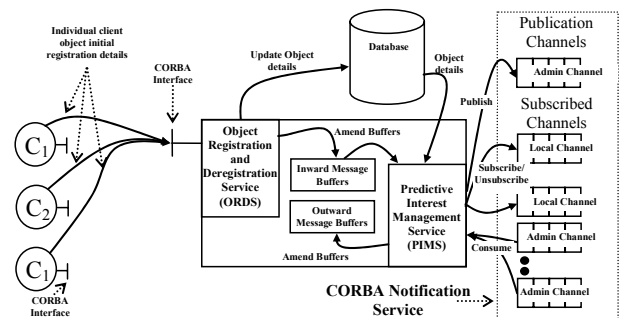 Individual client
object initial
registration details
CORBA
Interface
Update Object
details
Database
Object
details
Publication
Channels
Admin Channel
Publish
Subscribed
Channels
Local Channel
Subscribe/
Unsubscribe
Local Channel
Admin Channel
Consume
Admin Channel
C1
C2
C1
CORBA
Interface
Object
Registration
and
Deregistration
Service
(ORDS)
Amend Buffers
Inward Message
Buffers
Outward
Message Buffers
Amend Buffers
Predictive
Interest
Management
Service
(PIMS)
CORBA Notification
Service